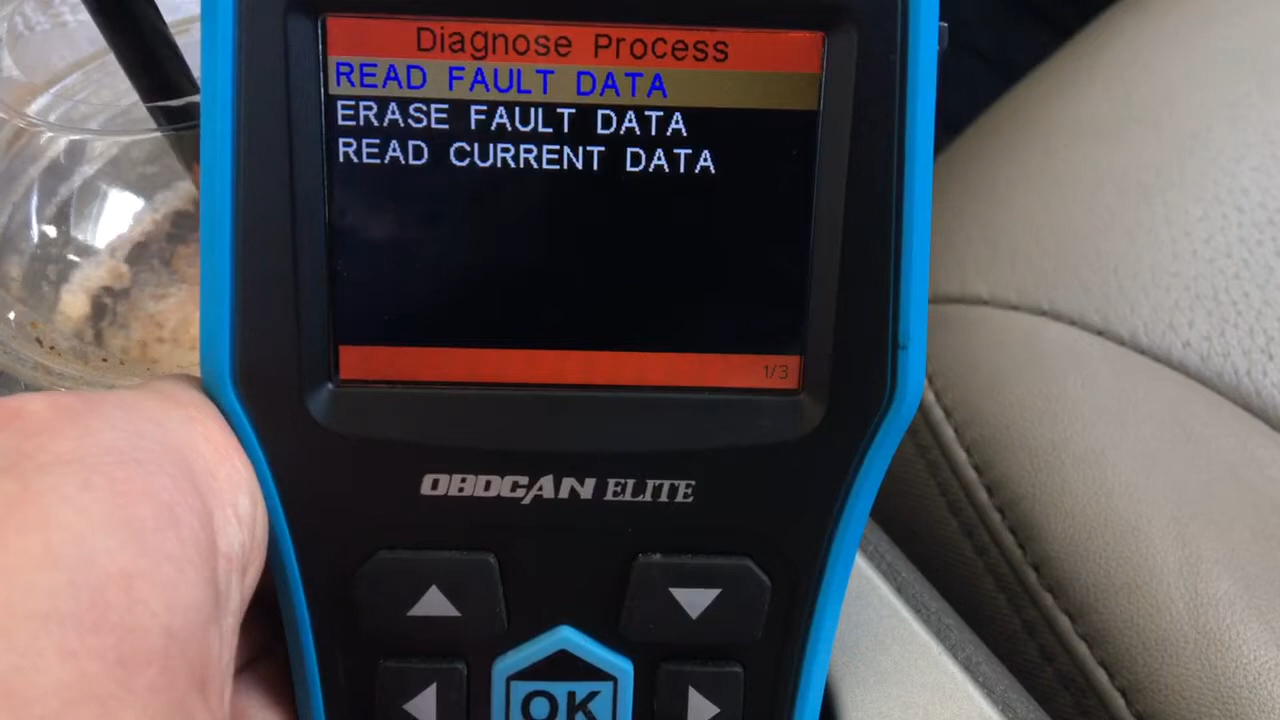 Diagnose Process
READ FAULT DATA
ERASE FAULT DATA
READ CURRENT DATA
1/3
OBDCAN ELITE
OK